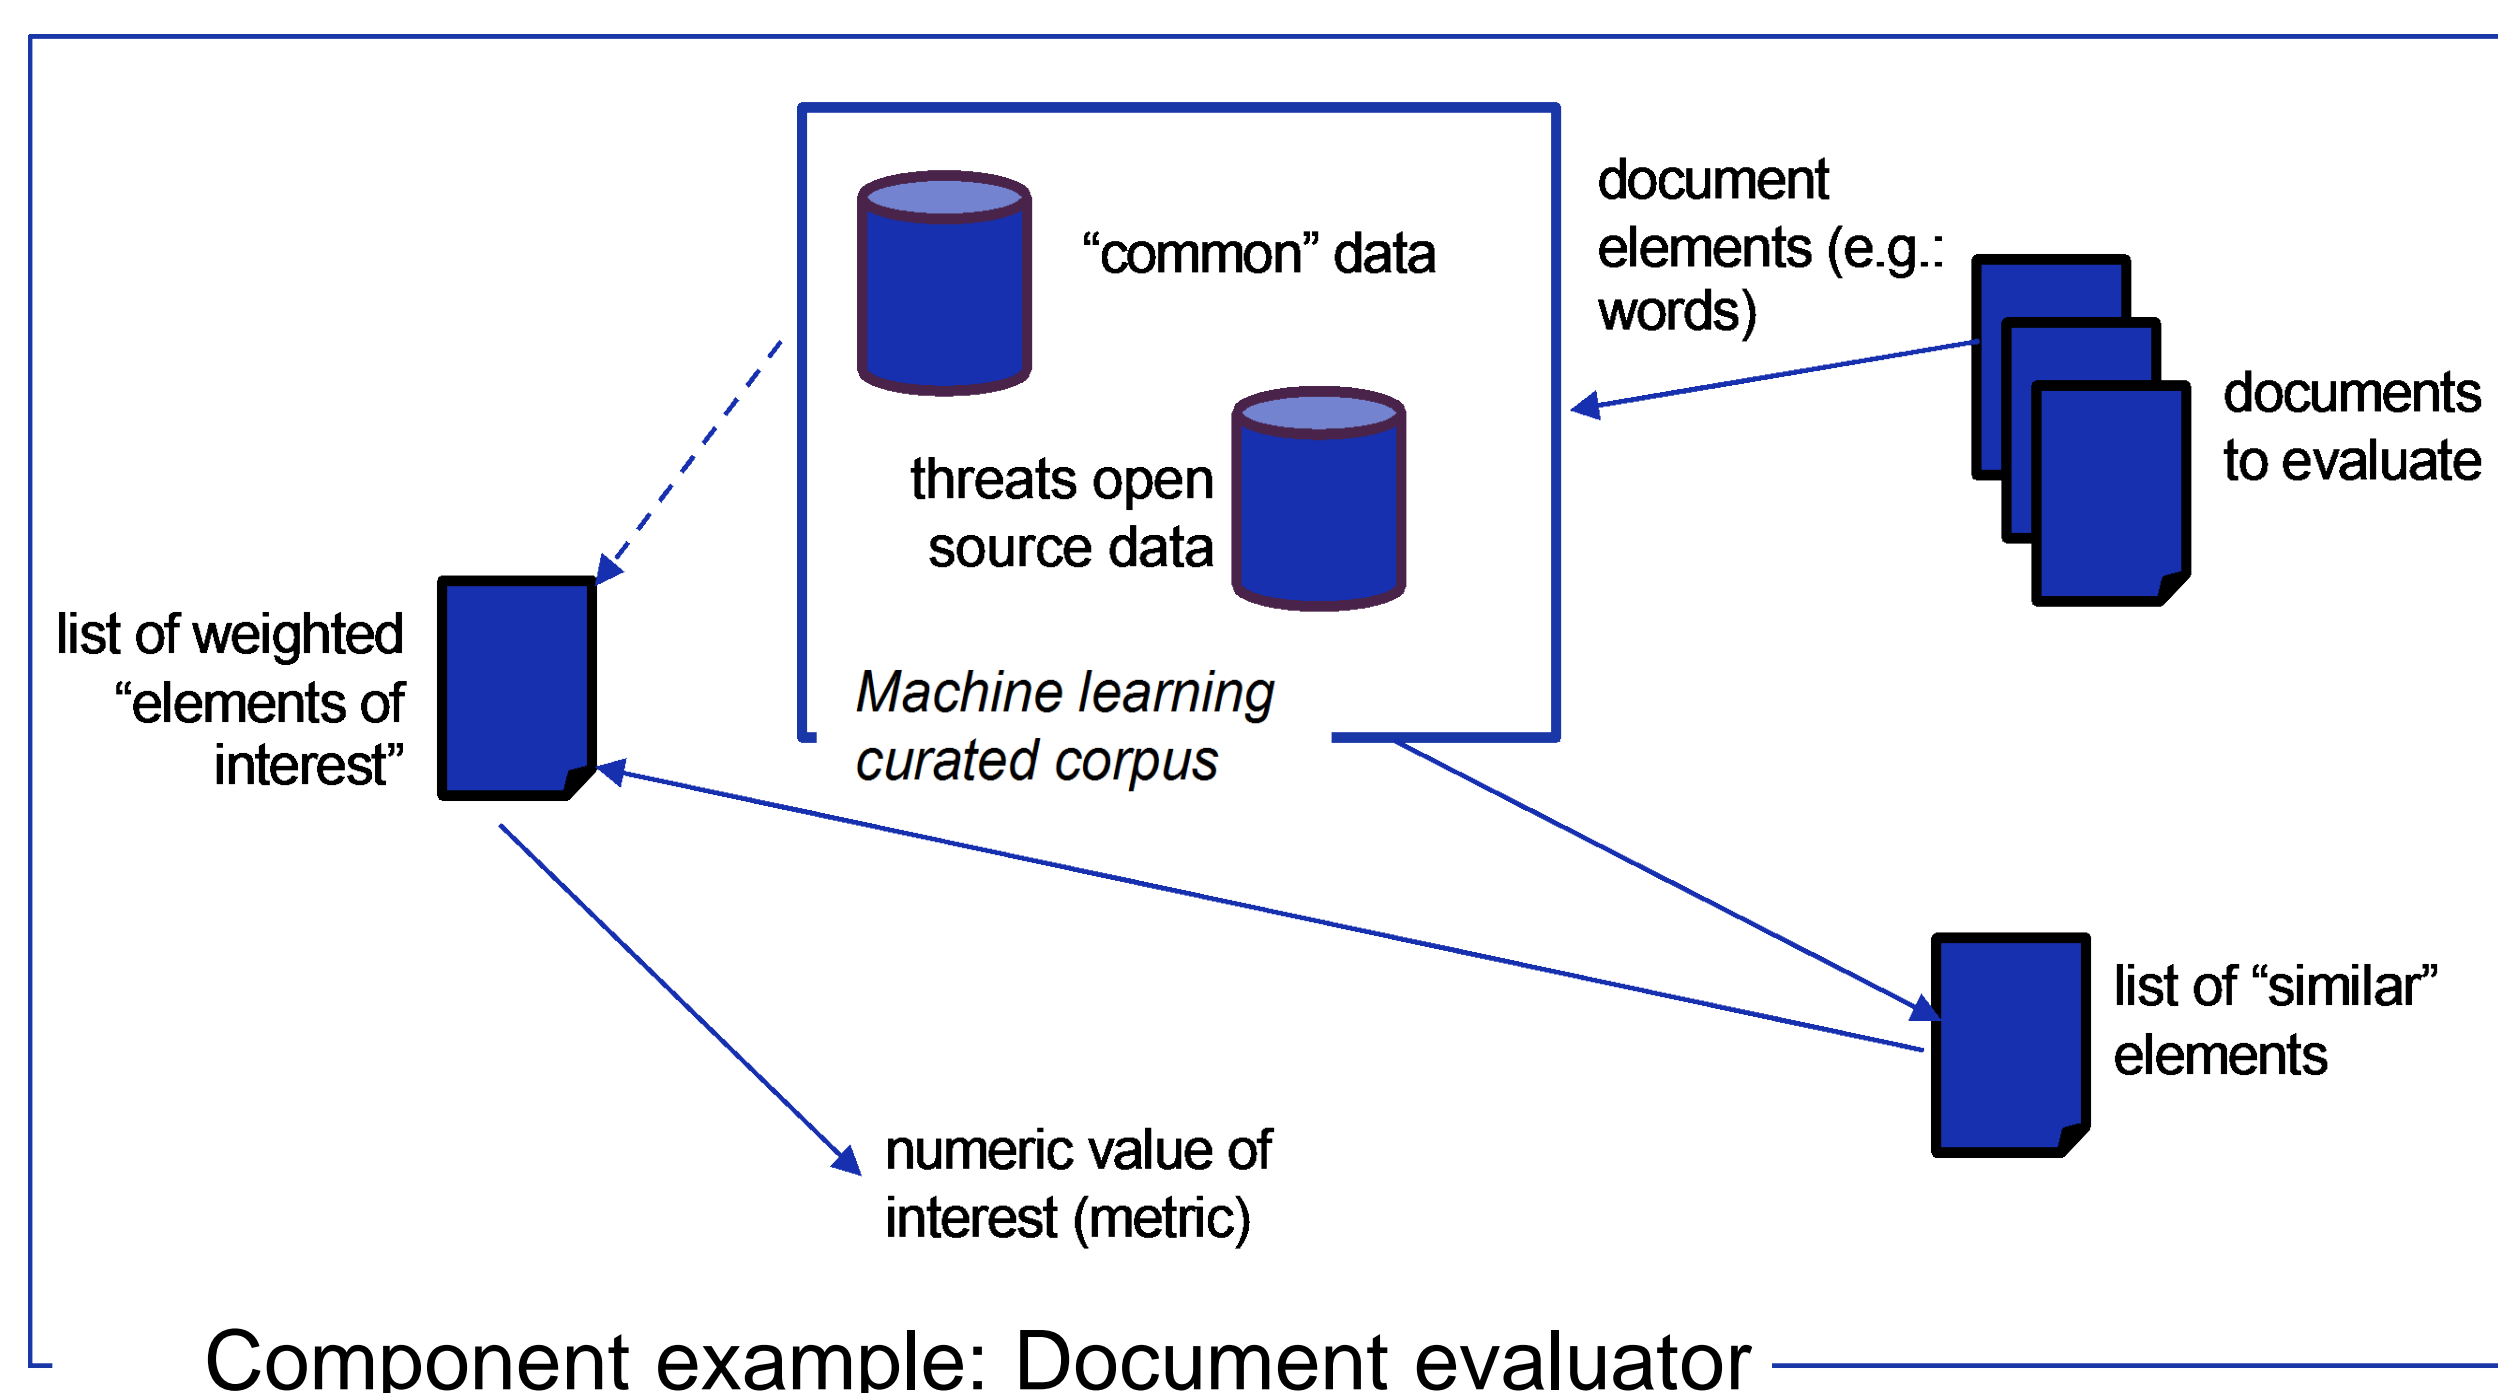 “common” data
document
elements (e.g.:
words)
documents
to evaluate
threats open
source data
list of weighted
“elements of
interest”
Machine learning
curated corpus
list of “similar”
elements
numeric value of
interest (metric)
Component example: Document evaluator